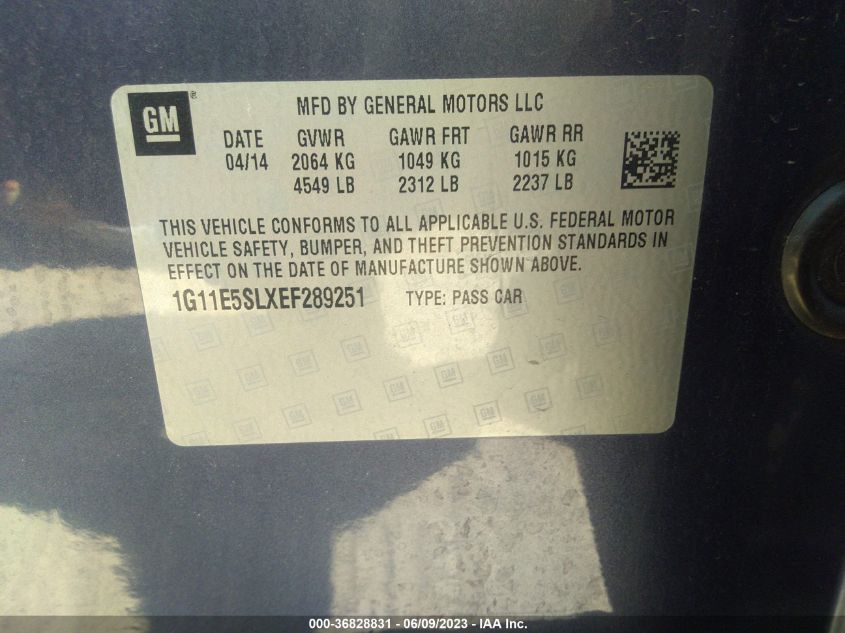 GM®
MFD BY GENERAL MOTORS LLC
DATE GVWR GAWR FRT GAWR RR
04/14 2064 KG 1049 KG 1015 KG
4549 LB 2312 LB 2237 LB
THIS VEHICLE CONFORMS TO ALL APPLICABLE U.S. FEDERAL MOTOR
VEHICLE SAFETY, BUMPER, AND THEFT PREVENTION STANDARDS IN
EFFECT ON THE DATE OF MANUFACTURE SHOWN ABOVE.
1G11E5SLXEF289251 TYPE: PASS CAR
000-36828831 - 06/09/2023 - IAA Inc.